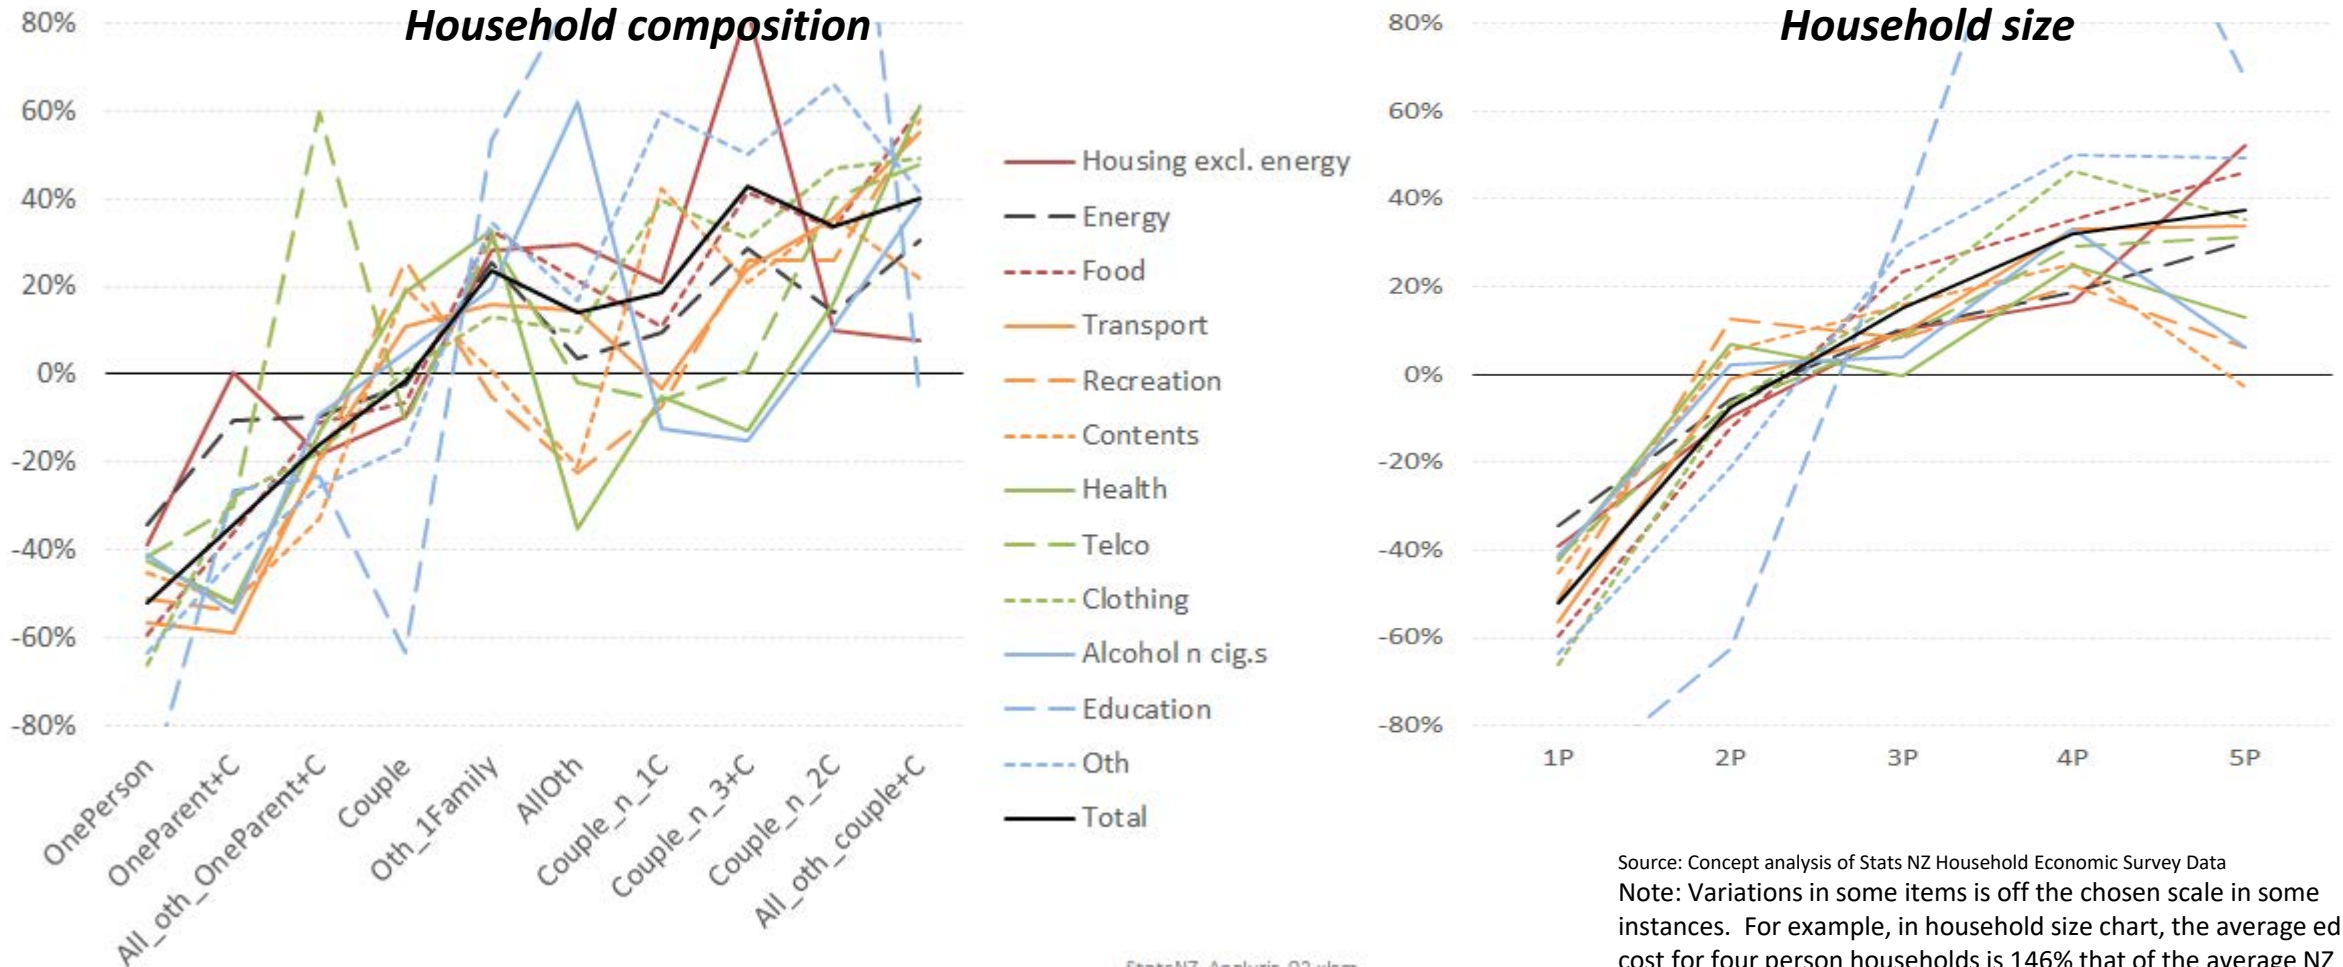 Household composition
80%
60%
40%
20%
0%
-20%
-40%
-60%
-80%
OnePerson
OneParent+C
All_oth_OneParent+C
Couple
Oth_1Family
AllOth
Couple_n_1C
Couple_n_3+C
Couple_n_2C
All_oth_couple+C
Housing excl. energy
Energy
Food
Transport
Recreation
Contents
Health
Telco
Clothing
Alcohol n cig.s
Education
Oth
Total
Household size
80%
60%
40%
20%
0%
-20%
-40%
-60%
-80%
1P
2P
3P
4P
5P
Source: Concept analysis of Stats NZ Household Economic Survey Data
Note: Variations in some items is off the chosen scale in some
instances. For example, in household size chart, the average ed
cost for four person households is 146% that of the average NZ